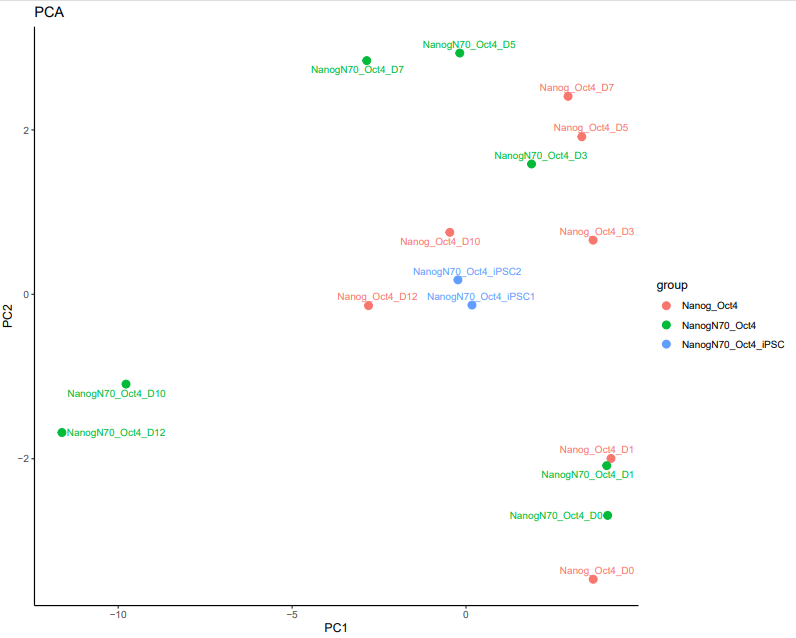 PCA
NanogN70_Oct4_D5
NanogN70_Oct4_D7
Nanog_Oct4_D7
Nanog_Oct4_D5
2
NanogN70_Oct4_D3
Nanog_Oct4_D3
Nanog_Oct4_D10
NanogN70_Oct4_iPSC2
0
Nanog_Oct4_D12
NanogN70_Oct4_iPSC1
PC2
NanogN70_Oct4_D10
NanogN70_Oct4_D12
−2
Nanog_Oct4_D1
NanogN70_Oct4_D1
NanogN70_Oct4_D0
Nanog_Oct4_D0
−10
−5
0
PC1
group
Nanog_Oct4
NanogN70_Oct4
NanogN70_Oct4_iPSC